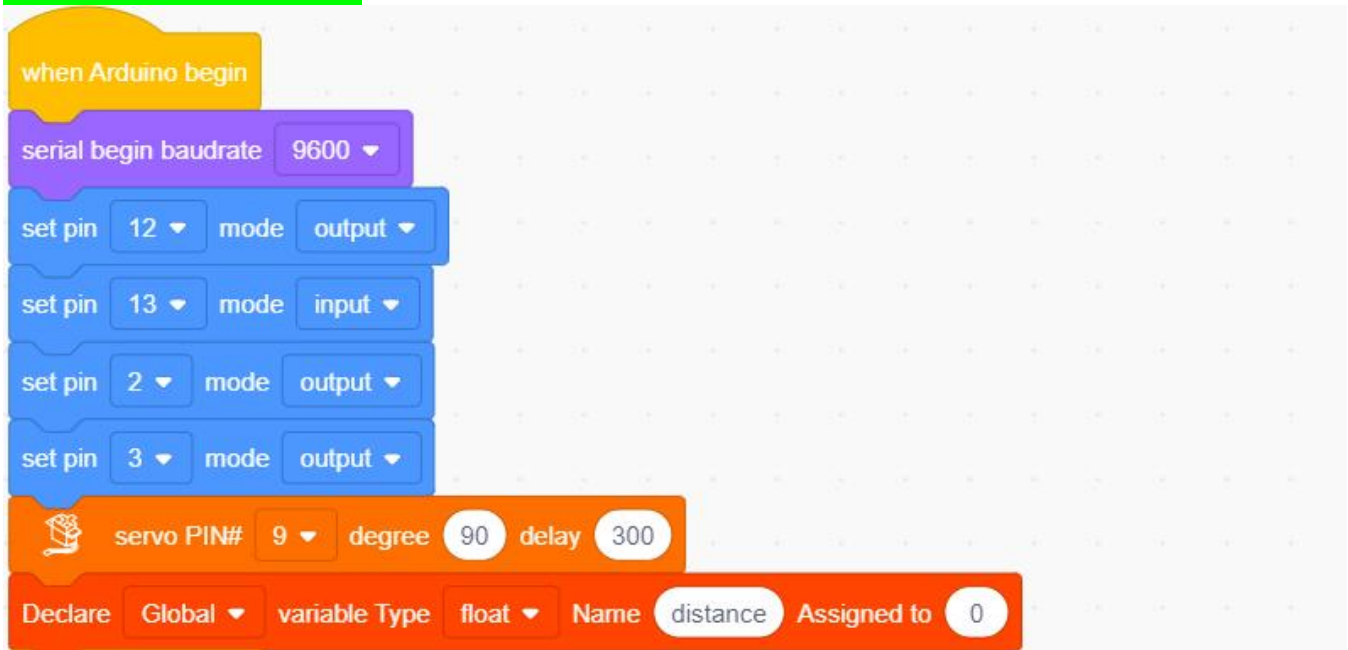 when Arduino begin
serial begin baudrate 9600
set pin 12 mode output
set pin 13 mode input
set pin 2 mode output
set pin 3 mode output
servo PIN# 9 degree 90 delay 300
Declare Global variable Type float Name distance Assigned to 0